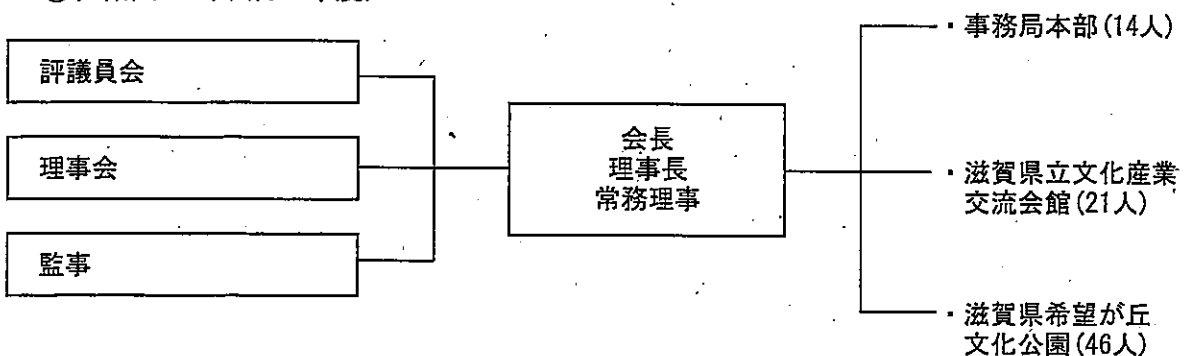 評議員会
理事会
監事
会長
理事長
常務理事
・事務局本部(14人)
・滋賀県立文化産業
交流会館(21人)
・滋賀県希望が丘
文化公園(46人)